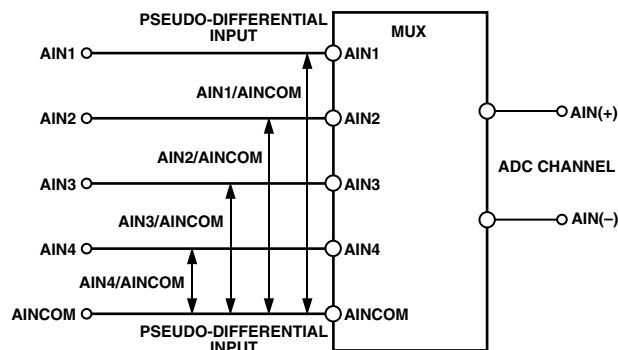 PSEUDO-DIFFERENTIAL
INPUT
MUX
AIN1
AIN1
AIN1/AINCOM
AIN2
AIN2
AIN(+)
AIN2/AINCOM
ADC CHANNEL
AIN3
AIN3
AIN3/AINCOM
AIN(–)
AIN4
AIN4
AIN4/AINCOM
AINCOM
AINCOM
PSEUDO-DIFFERENTIAL
INPUT